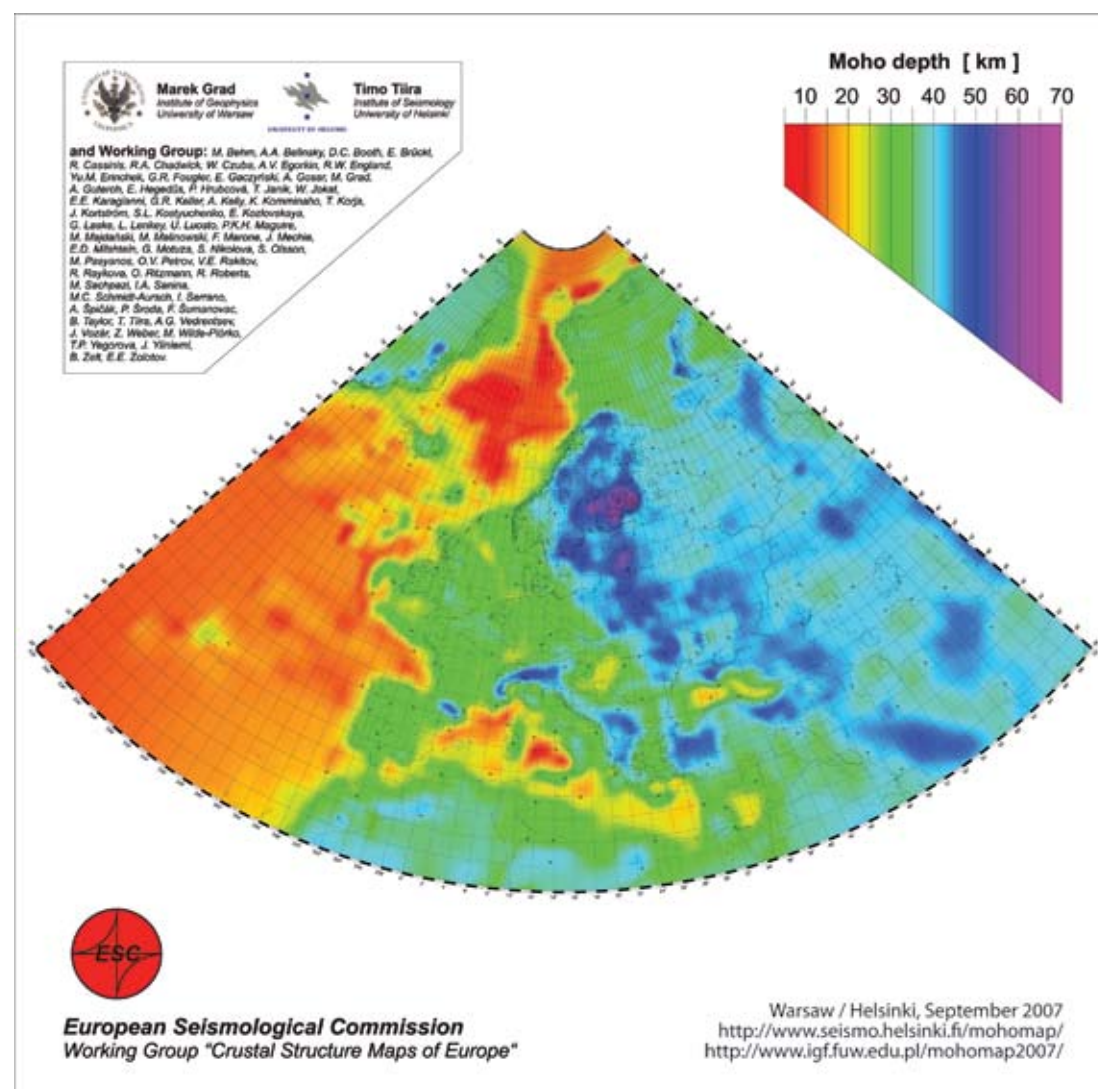 Marek Grad
Institute of Geophysics
University of Warsaw
Timo Tiira
Institute of Seismology
University of Helsinki
UNIVERSITY OF HELSINKI
and Working Group: M. Behm, A.A. Belinsky, D.C. Booth, E. Brückl,
R. Cassinis, R.A. Chadwick, W. Czuba, A.V. Egorkin, R.W. England,
Yu.M. Erinchek, G.R. Fougler, E. Gaczyński, A. Gosar, M. Grad,
A. Guterch, E. Hegedűs, P. Hrubcová, T. Janik, W. Jokat,
E.E. Karagianni, G.R. Keller, A. Kelly, K. Komminaho, T. Korja,
J. Kortström, S.L. Kostyuchenko, E. Kozlovskaya,
G. Laske, L. Lenkey, U. Luosto, P.K.H. Maguire,
M. Majdański, M. Malinowski, F. Marone, J. Mechie,
E.D. Milshtein, G. Motuza, S. Nikolova, S. Olsson,
M. Pasyanos, O.V. Petrov, V.E. Rakitov,
R. Raykova, O. Ritzmann, R. Roberts,
M. Sachpazi, I.A. Sanina,
M.C. Schmidt-Aursch, I. Serrano,
A. Špičák, P. Środa, F. Šumanovac,
B. Taylor, T. Tiira, A.G. Vedrentsev,
J. Vozár, Z. Weber, M. Wilde-Piórko,
T.P. Yegorova, J. Yliniemi,
B. Zelt, E.E. Zolotov.
Moho depth [ km ]
10 20 30 40 50 60 70
ESC
European Seismological Commission
Working Group "Crustal Structure Maps of Europe"
Warsaw / Helsinki, September 2007
http://www.seismo.helsinki.fi/mohomap/
http://www.igf.fuw.edu.pl/mohomap2007/